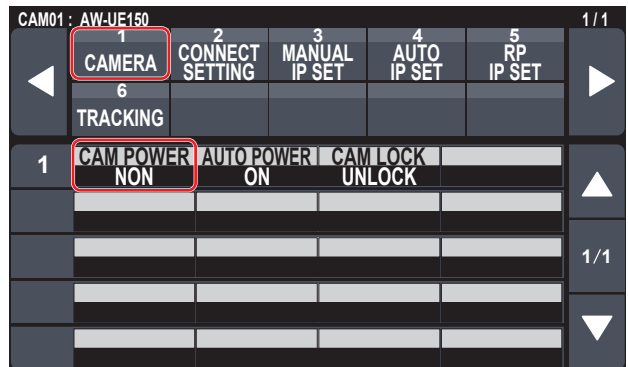 CAM01 : AW-UE150 1/1
1 2 3 4 5
CAMERA CONNECT SETTING MANUAL IP SET AUTO IP SET RP IP SET
6
TRACKING
1 CAM POWER AUTO POWER CAM LOCK
NON ON UNLOCK
1/1